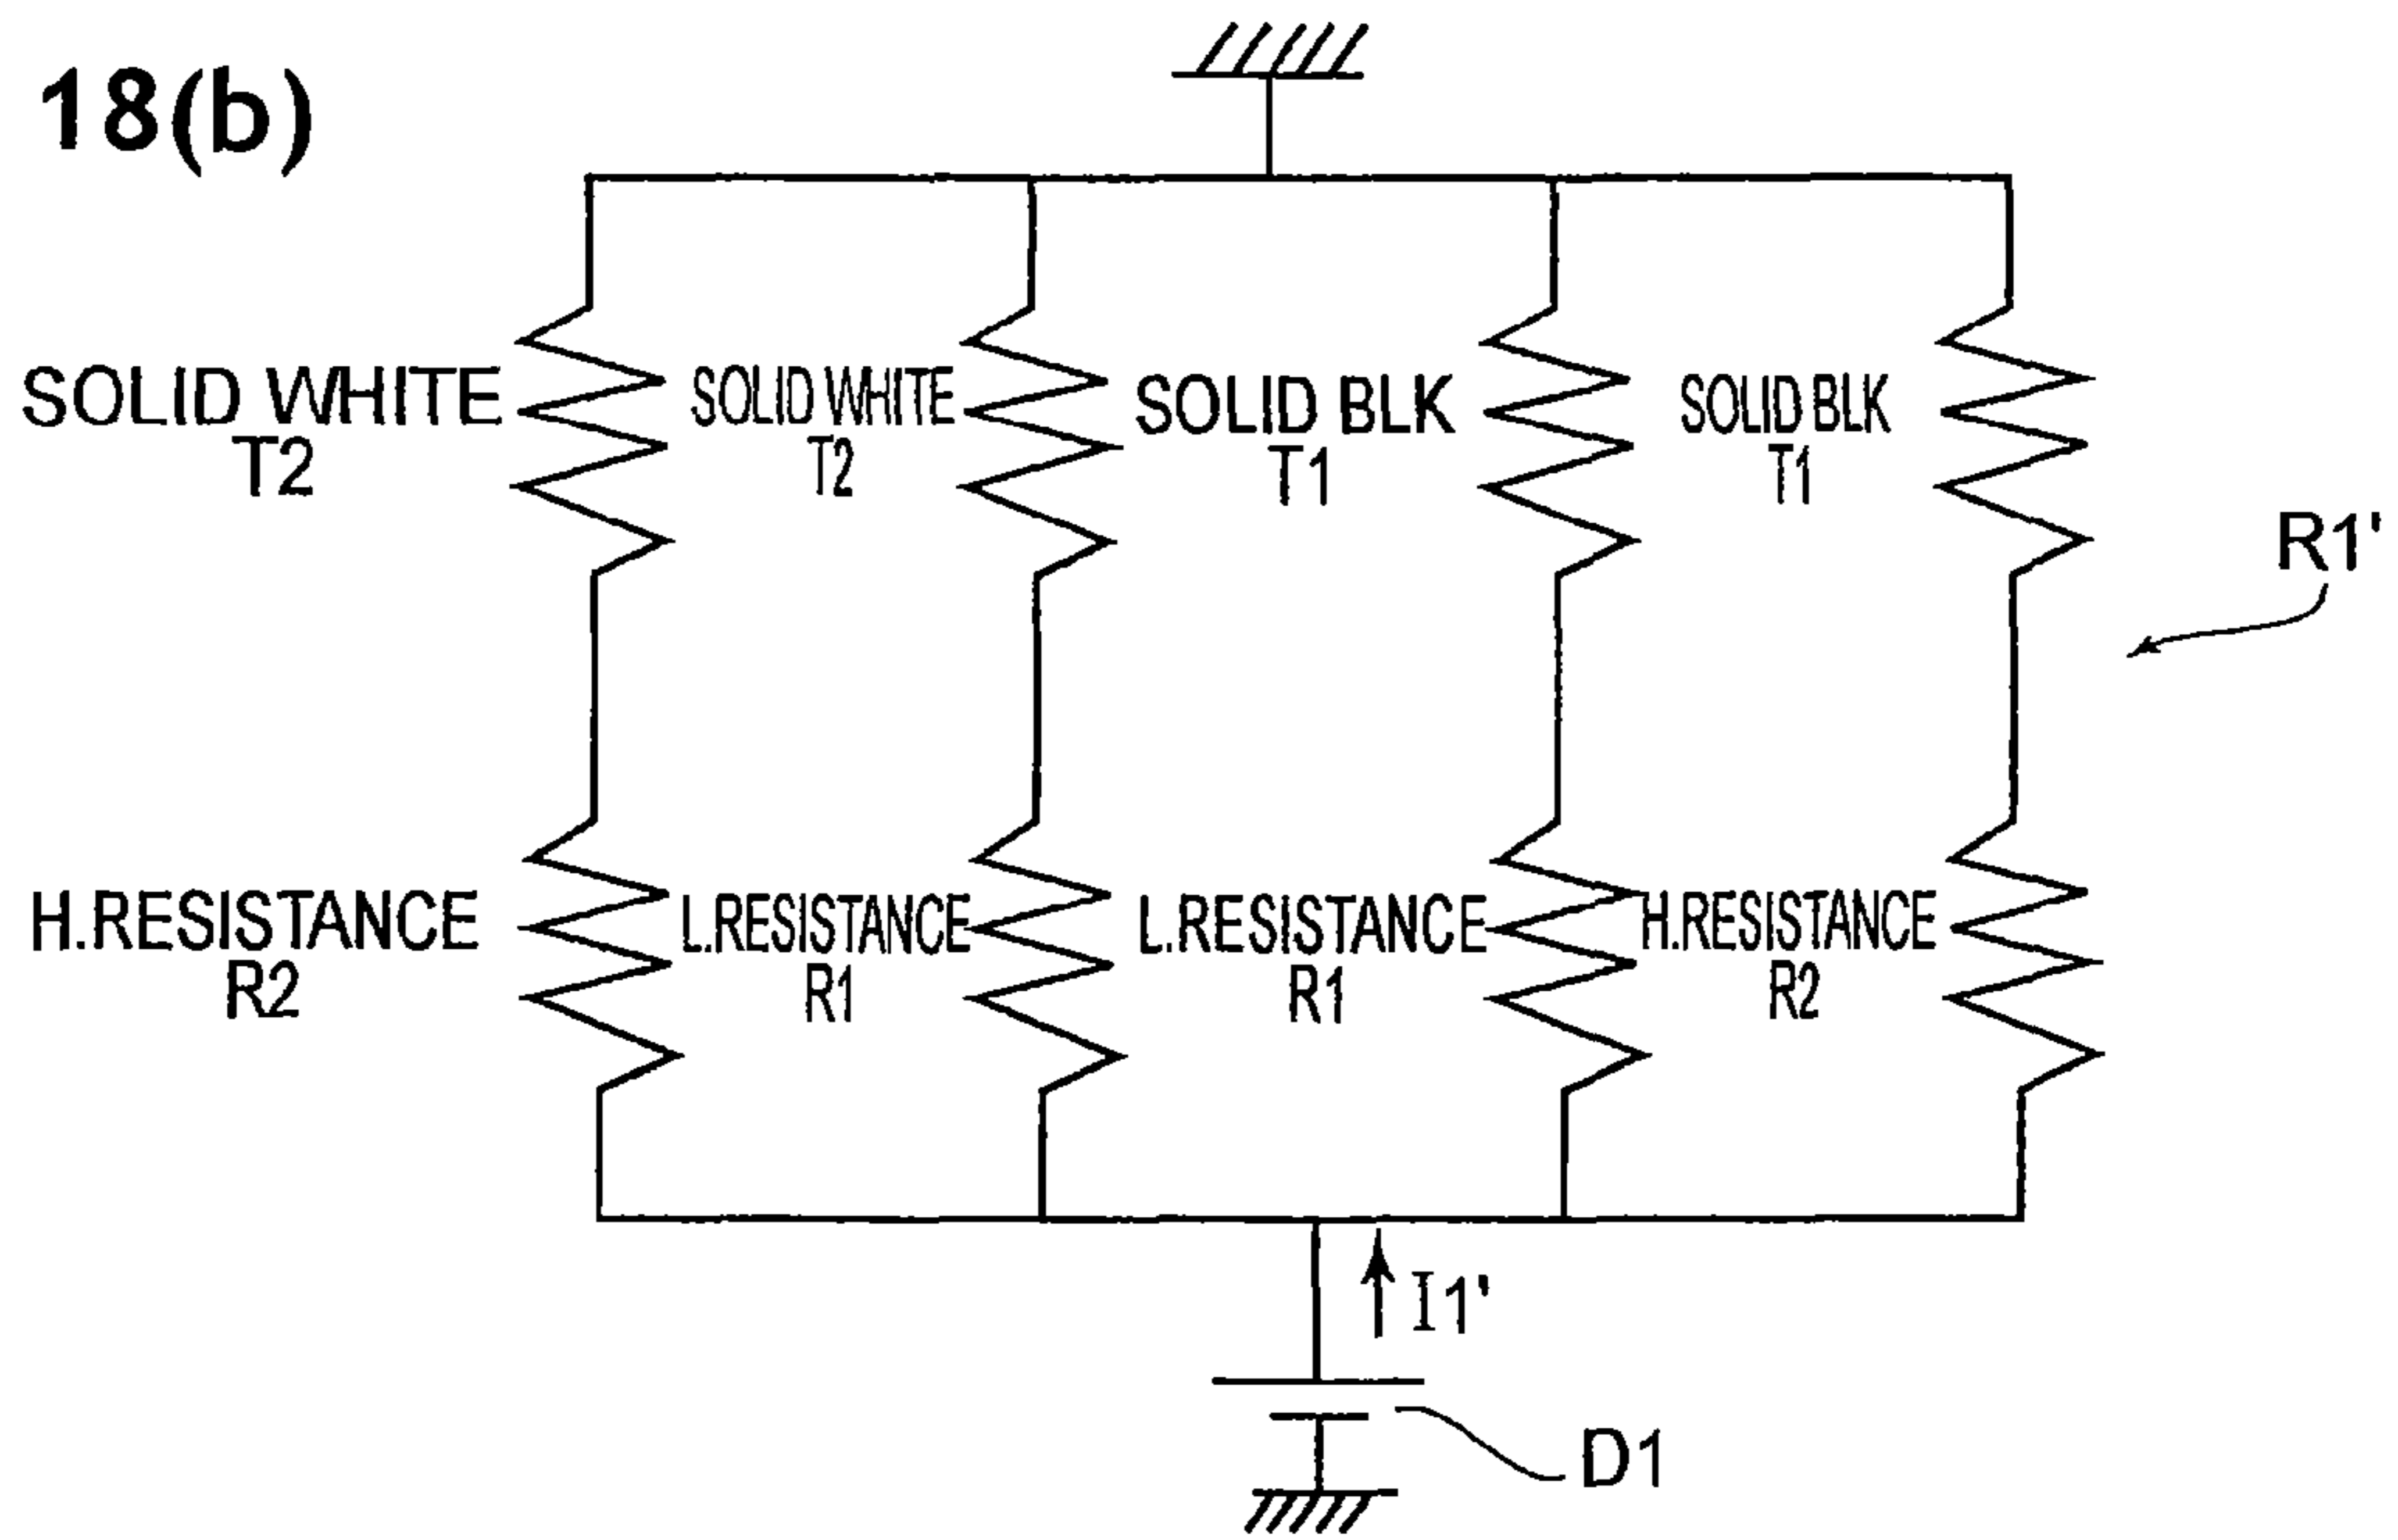 18(b)
SOLID WHITE
T2
SOLID WHITE
T2
SOLID BLK
T1
SOLID BLK
T1
R1'
H.RESISTANCE
R2
L.RESISTANCE
R1
L.RESISTANCE
R1
H.RESISTANCE
R2
I1'
D1